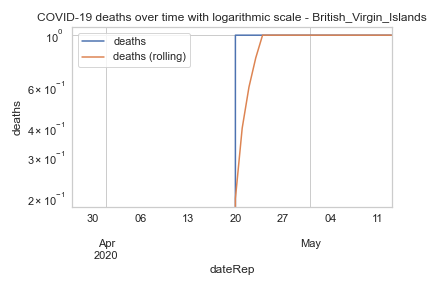 COVID-19 deaths over time with logarithmic scale - British_Virgin_Islands
deaths
deaths (rolling)
10⁰
6 × 10⁻¹
4 × 10⁻¹
3 × 10⁻¹
2 × 10⁻¹
deaths
30 06 13 20 27 04 11
Apr May
2020
dateRep